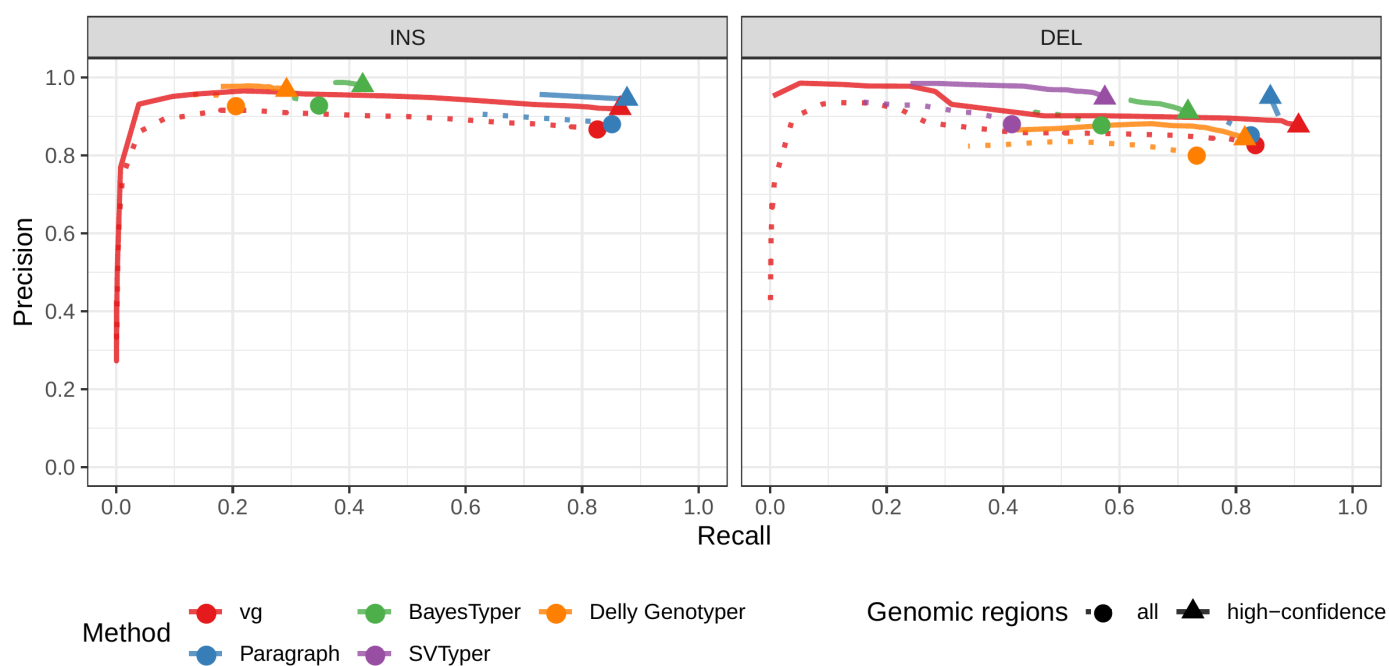 INS DEL
1.0
0.8
0.6
0.4
0.2
0.0
Precision
0.0 0.2 0.4 0.6 0.8 1.0 0.0 0.2 0.4 0.6 0.8 1.0
Recall
Method
vg BayesTyper Delly Genotyper
Paragraph SVTyper
Genomic regions all high−confidence